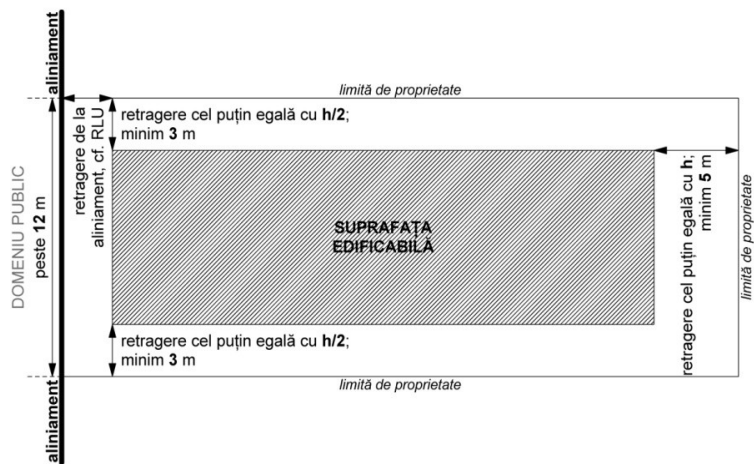 aliniament
limită de proprietate
DOMENIU PUBLIC
peste 12 m
retragere de la
aliniament, cf. RLU
retragere cel puțin egală cu h/2;
minim 3 m
SUPRAFAȚA
EDIFICABILĂ
retragere cel puțin egală cu h;
minim 5 m
limită de proprietate
retragere cel puțin egală cu h/2;
minim 3 m
limită de proprietate
aliniament